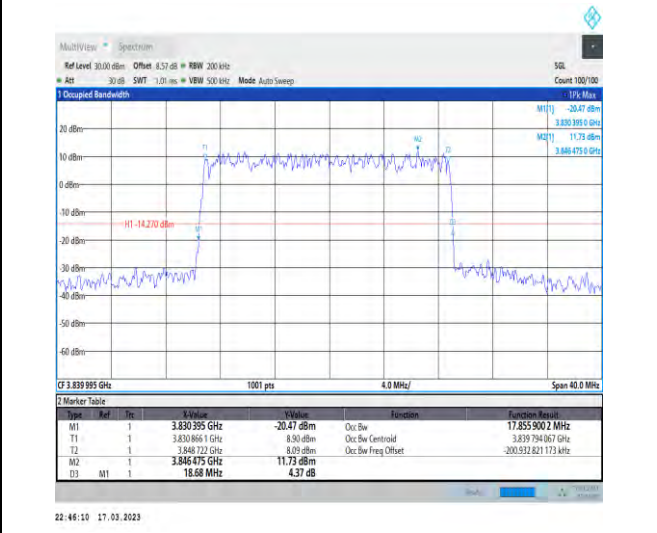 MultiView Spectrum
Ref Level 30.00 dBm Offset 8.57 dB RBW 200 kHz SGL
Att 30 dB SWT 1.01 ms VBW 500 kHz Mode Auto Sweep Count 100/100
1 Occupied Bandwidth 1Pk Max
M1[1] -20.47 dBm
3.830 395 0 GHz
M2[1] 11.73 dBm
3.846 475 0 GHz
20 dBm
M2
T1 T2
10 dBm
0 dBm
-10 dBm
H1 -14.270 dBm
M1 D3
-20 dBm
-30 dBm
-40 dBm
-50 dBm
-60 dBm
CF 3.839 995 GHz 1001 pts 4.0 MHz/ Span 40.0 MHz
2 Marker Table
Type Ref Trc X-Value Y-Value Function Function Result
M1 1 3.830 395 GHz -20.47 dBm Occ Bw 17.855 900 2 MHz
T1 1 3.830 866 1 GHz 8.90 dBm Occ Bw Centroid 3.839 794 067 GHz
T2 1 3.848 722 GHz 8.09 dBm Occ Bw Freq Offset -200.932 821 173 kHz
M2 1 3.846 475 GHz 11.73 dBm
D3 M1 1 18.68 MHz 4.37 dB
22:46:10 17.03.2023